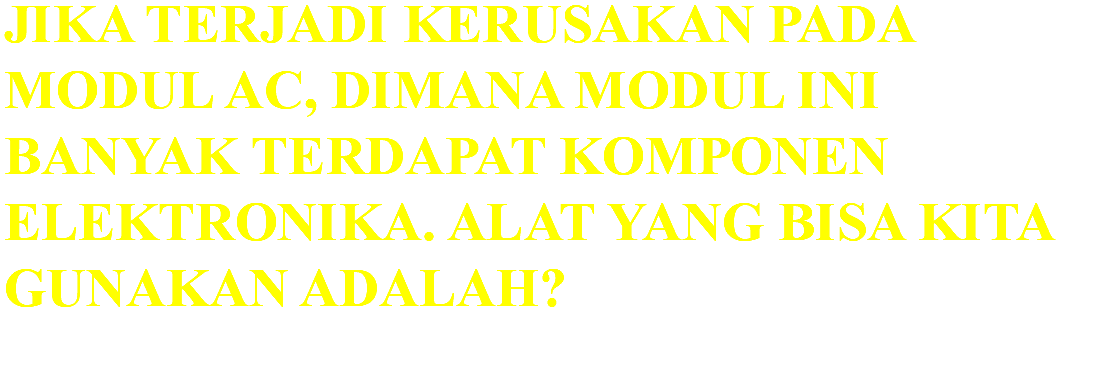 JIKA TERJADI KERUSAKAN PADA
MODUL AC, DIMANA MODUL INI
BANYAK TERDAPAT KOMPONEN
ELEKTRONIKA. ALAT YANG BISA KITA
GUNAKAN ADALAH?